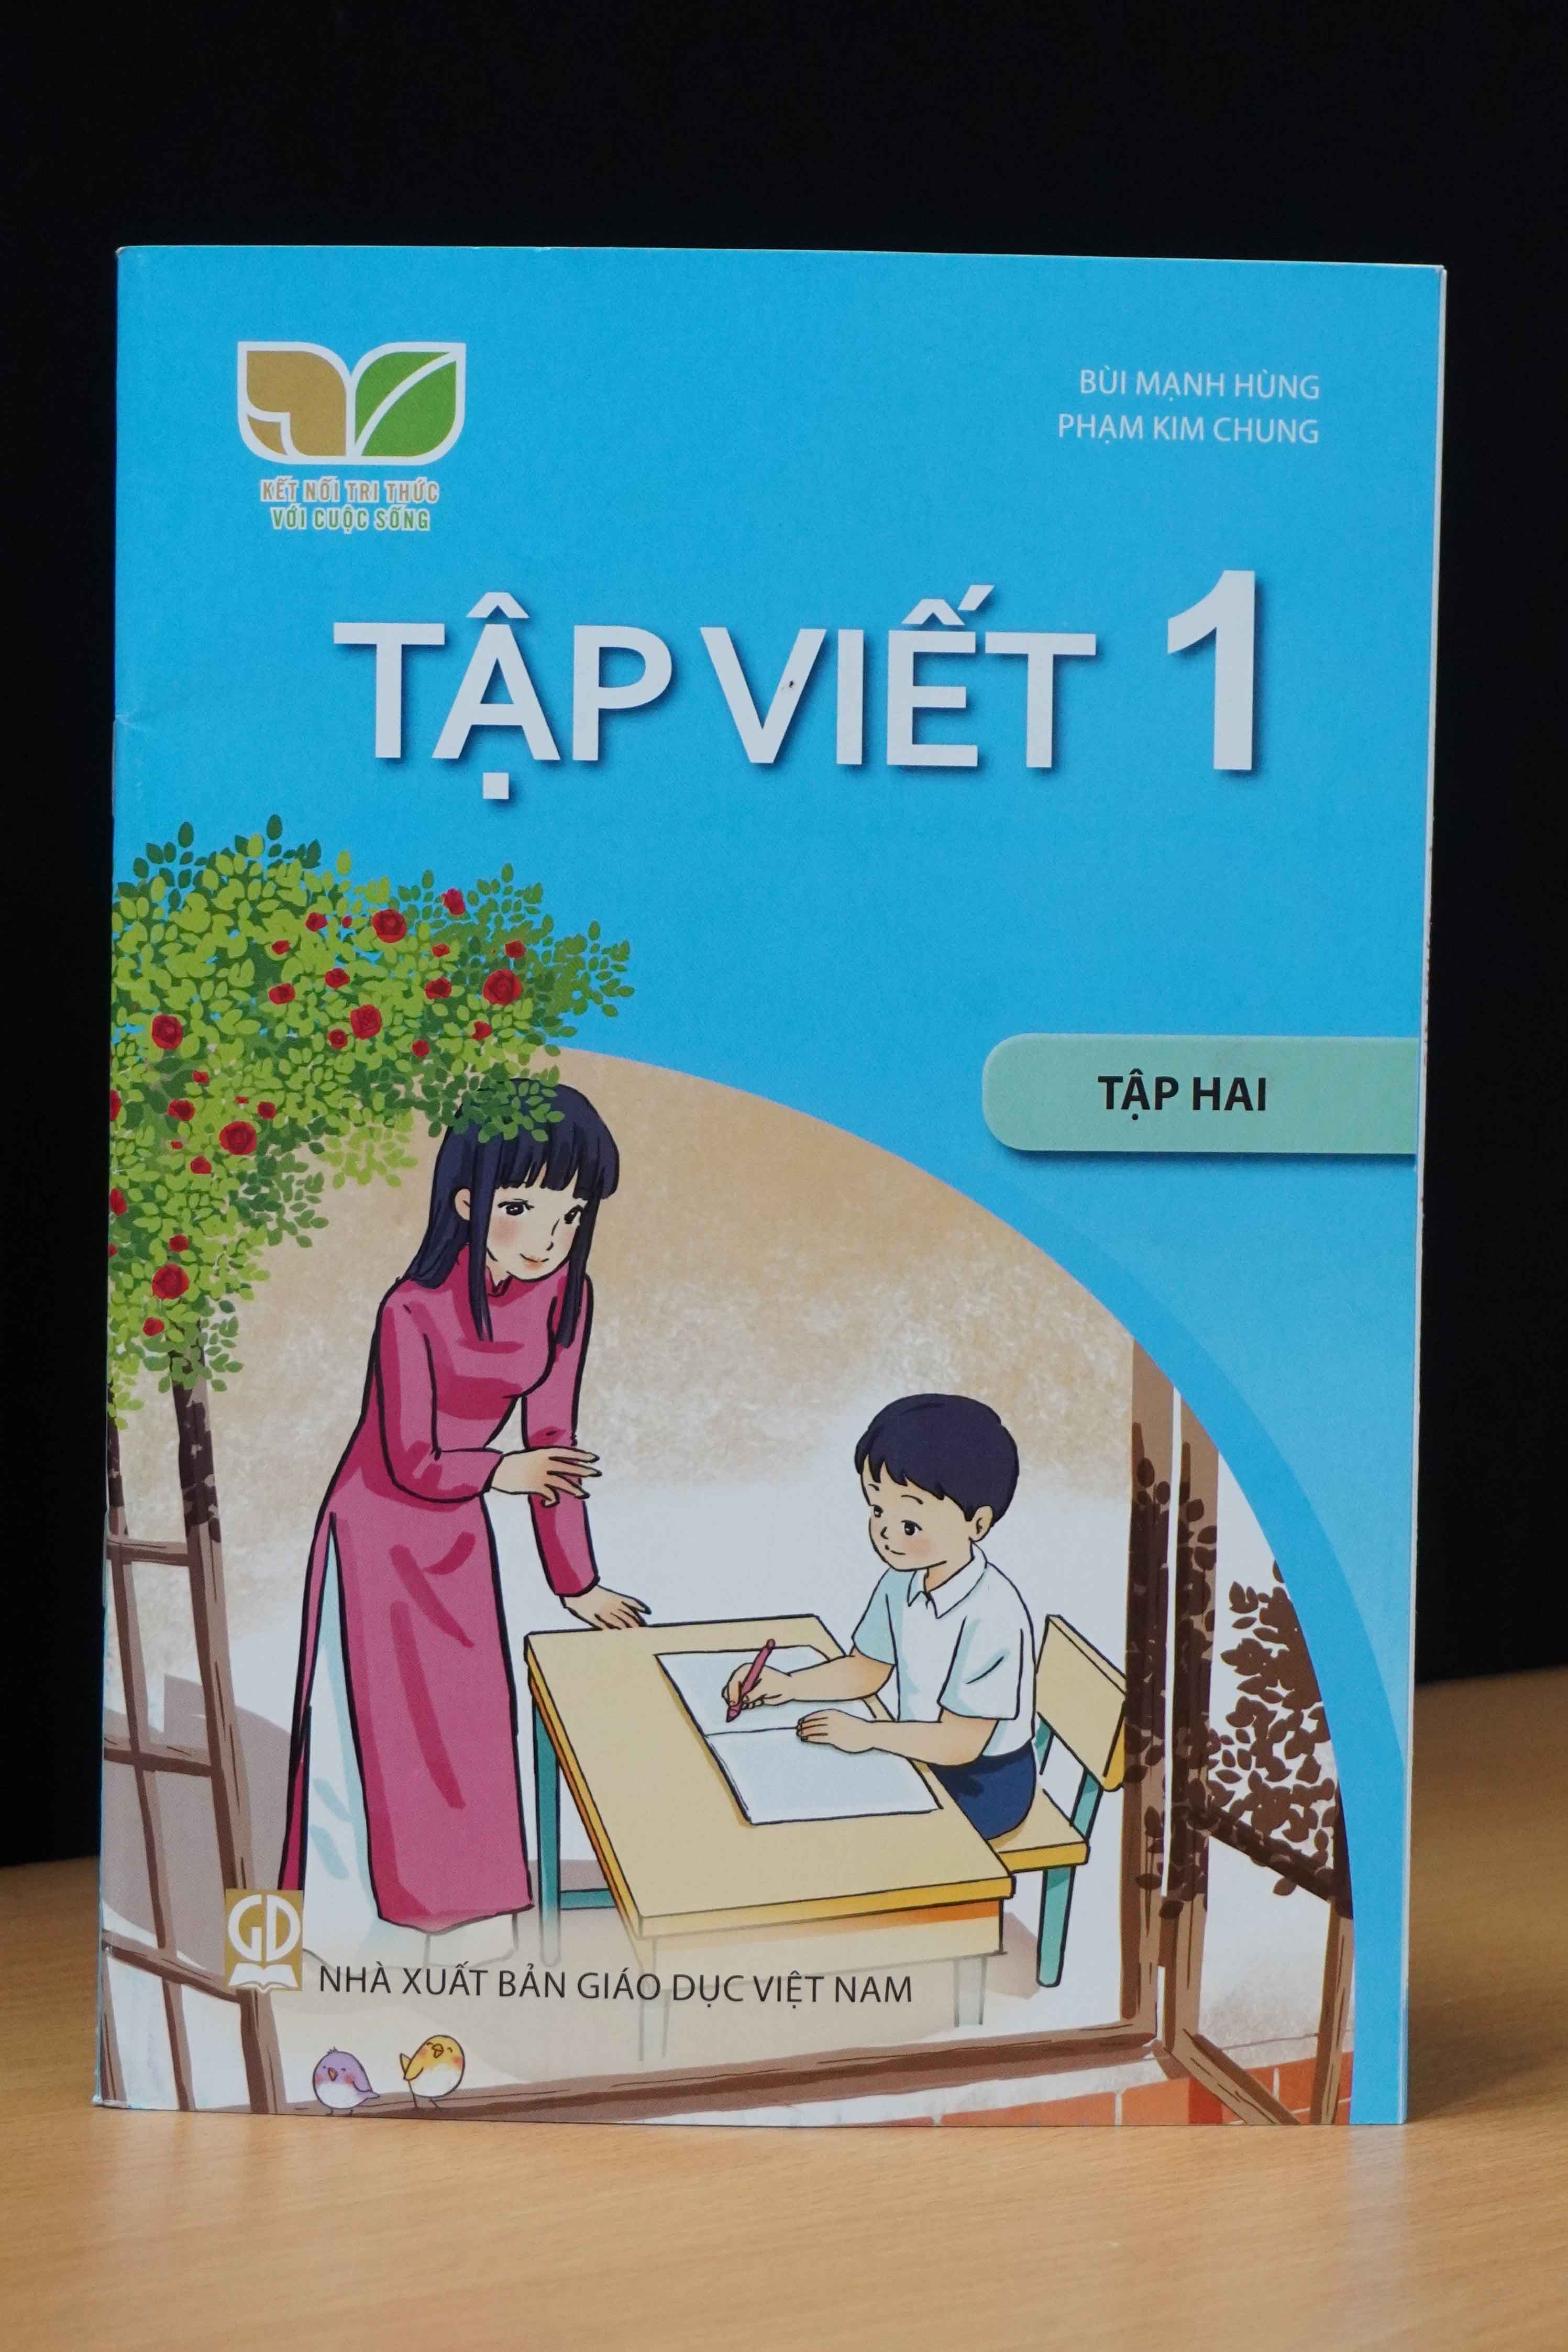 KẾT NỐI TRI THỨC
VỚI CUỘC SỐNG
BÙI MẠNH HÙNG
PHẠM KIM CHUNG
TẬP VIẾT 1
TẬP HAI
GD
NHÀ XUẤT BẢN GIÁO DỤC VIỆT NAM